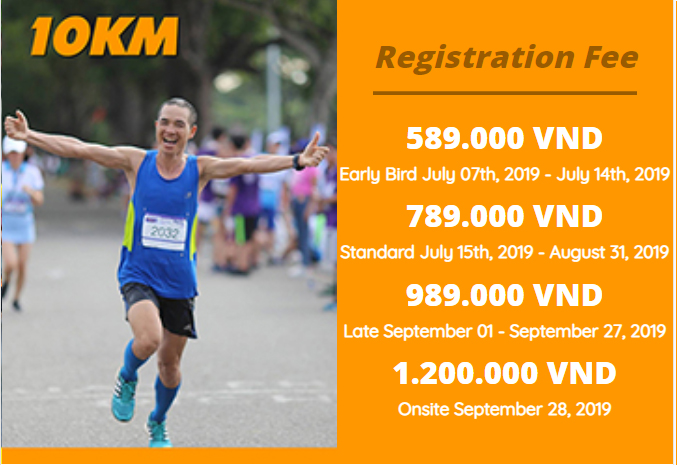 10KM
Registration Fee
589.000 VND
Early Bird July 07th, 2019 - July 14th, 2019
789.000 VND
Standard July 15th, 2019 - August 31, 2019
989.000 VND
Late September 01 - September 27, 2019
1.200.000 VND
Onsite September 28, 2019
2032